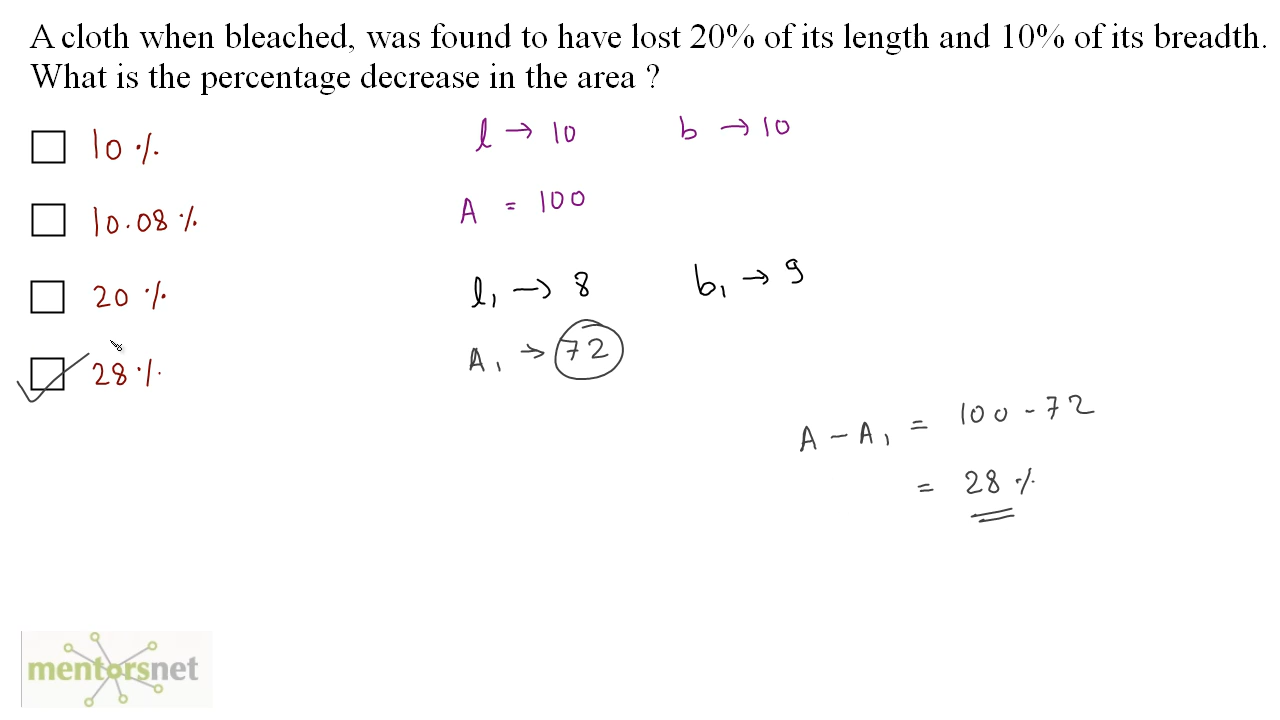 A cloth when bleached, was found to have lost 20% of its length and 10% of its breadth.
What is the percentage decrease in the area ?
10 %
10.08 %
20 %
28 %
l → 10 b → 10
A = 100
l₁ → 8 b₁ → 9
A₁ → 72
A - A₁ = 100 - 72
= 28 %
mentorsnet